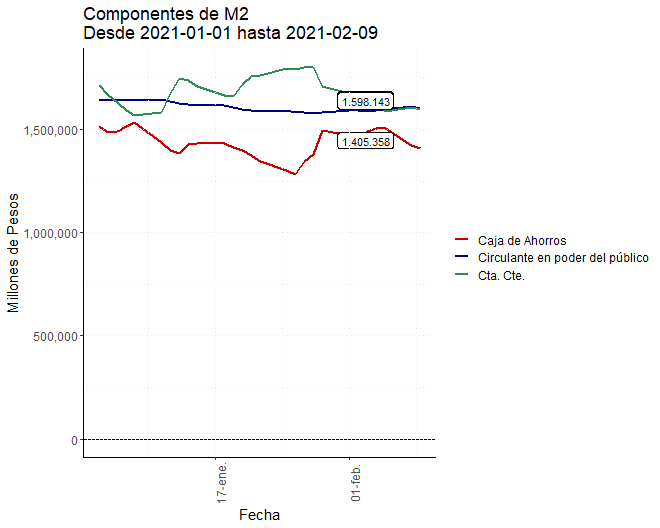 Componentes de M2
Desde 2021-01-01 hasta 2021-02-09
Millones de Pesos
1,500,000
1,000,000
500,000
0
1.598.143
1.405.358
17-ene.
01-feb.
Fecha
Caja de Ahorros
Circulante en poder del público
Cta. Cte.